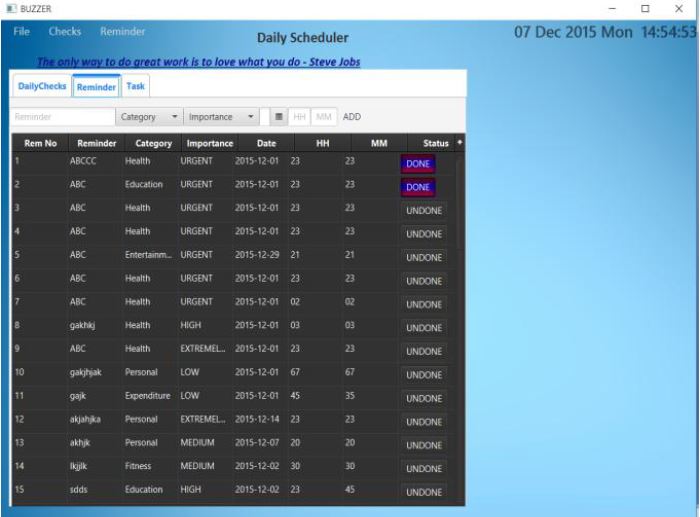 BUZZER
File Checks Reminder
Daily Scheduler
07 Dec 2015 Mon 14:54:53
The only way to do great work is to love what you do - Steve Jobs
DailyChecks Reminder Task
Reminder Category Importance HH MM ADD
Rem No Reminder Category Importance Date HH MM Status +
1 ABCCC Health URGENT 2015-12-01 23 23 DONE
2 ABC Education URGENT 2015-12-01 23 23 DONE
3 ABC Health URGENT 2015-12-01 23 23 UNDONE
4 ABC Health URGENT 2015-12-01 23 23 UNDONE
5 ABC Entertainm... URGENT 2015-12-29 21 21 UNDONE
6 ABC Health URGENT 2015-12-01 23 23 UNDONE
7 ABC Health URGENT 2015-12-01 02 02 UNDONE
8 gakhkj Health HIGH 2015-12-01 03 03 UNDONE
9 ABC Health EXTREMEL... 2015-12-01 23 23 UNDONE
10 gakjhjak Personal LOW 2015-12-01 67 67 UNDONE
11 gajk Expenditure LOW 2015-12-01 45 35 UNDONE
12 akjahjka Personal EXTREMEL... 2015-12-14 23 23 UNDONE
13 akhjk Personal MEDIUM 2015-12-07 20 20 UNDONE
14 lkjjlk Fitness MEDIUM 2015-12-02 30 30 UNDONE
15 sdds Education HIGH 2015-12-02 23 45 UNDONE